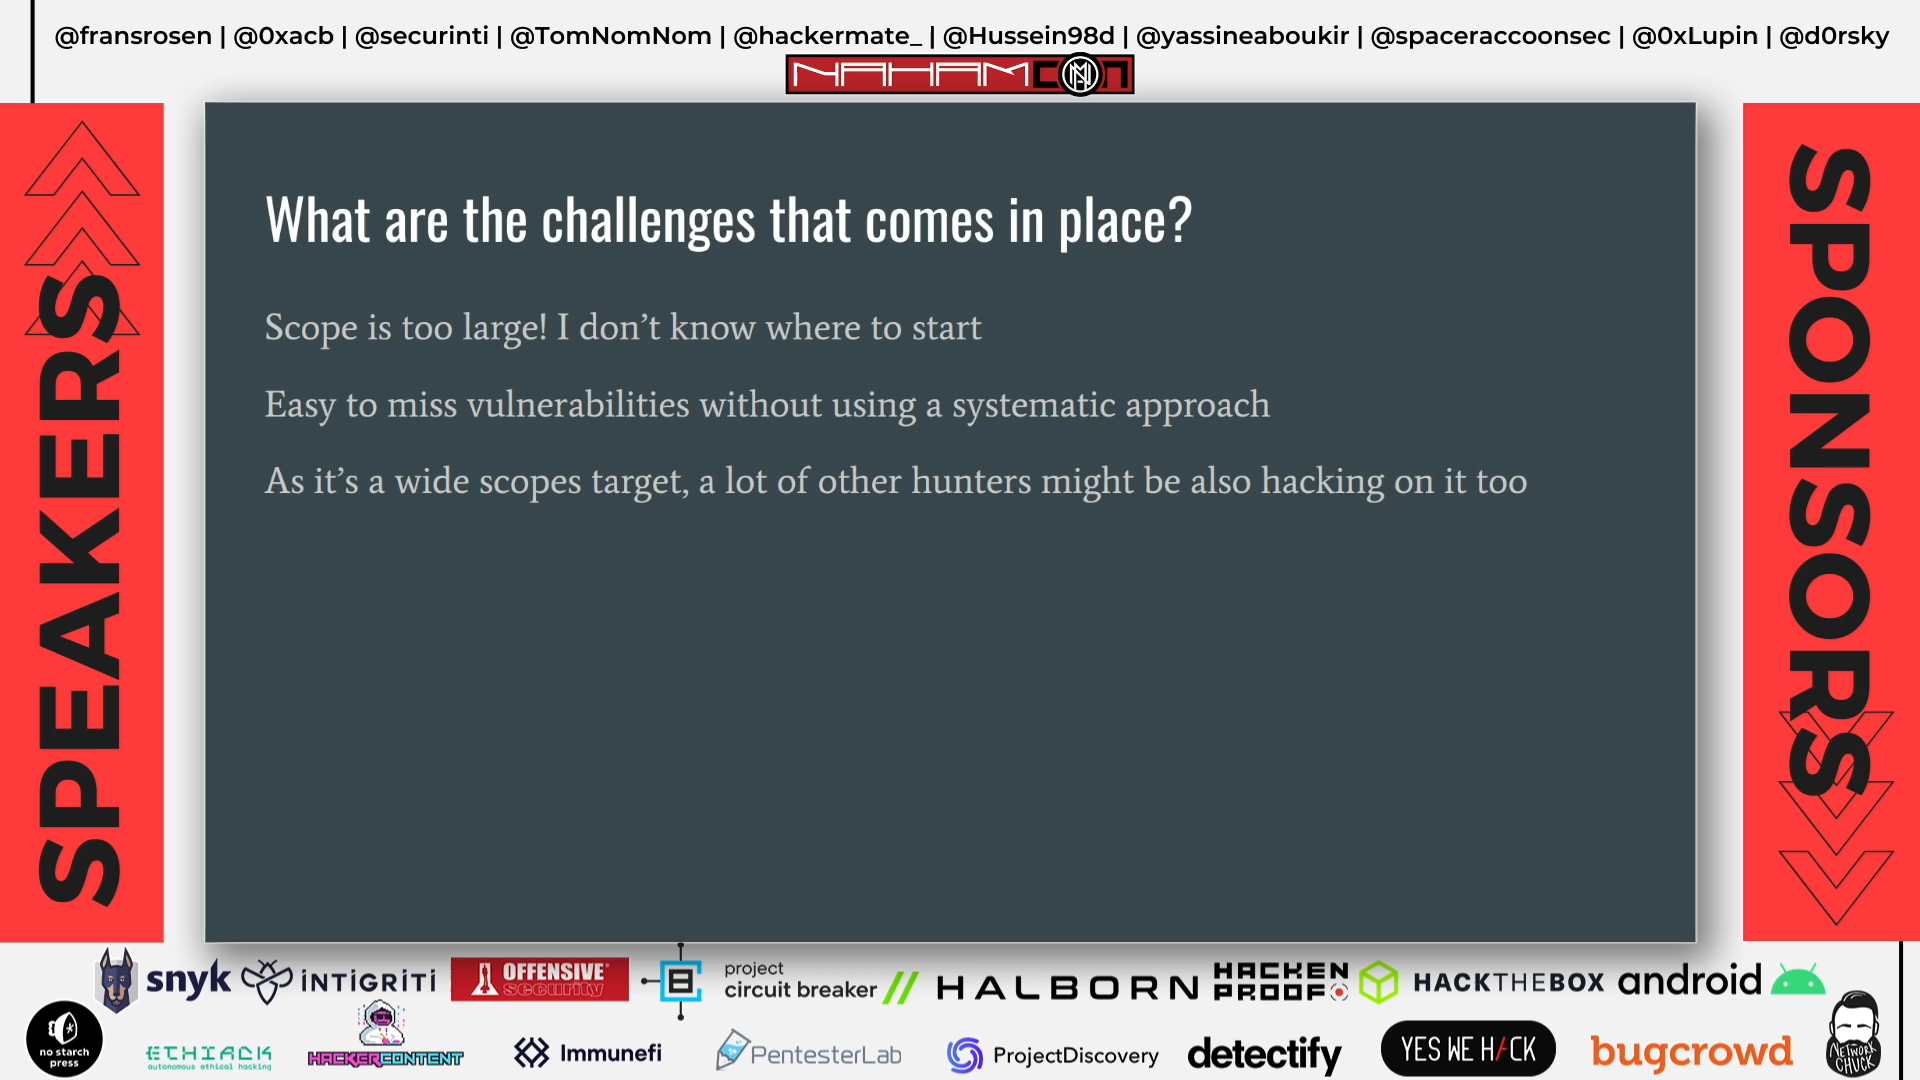 @fransrosen | @0xacb | @securinti | @TomNomNom | @hackermate_ | @Hussein98d | @yassineaboukir | @spaceraccoonsec | @0xLupin | @d0rsky
NAHAMCON
SPEAKERS
What are the challenges that comes in place?
Scope is too large! I don’t know where to start
Easy to miss vulnerabilities without using a systematic approach
As it’s a wide scopes target, a lot of other hunters might be also hacking on it too
SPONSORS
snyk
INTIGRITI
OFFENSIVE security
project circuit breaker
HALBORN
HACKEN PROOF
HACKTHEBOX
android
no starch press
ETHIACK
autonomous ethical hacking
HACKERCONTENT
Immunefi
PentesterLab
ProjectDiscovery
detectify
YES WE H/CK
bugcrowd
NETWORK CHUCK